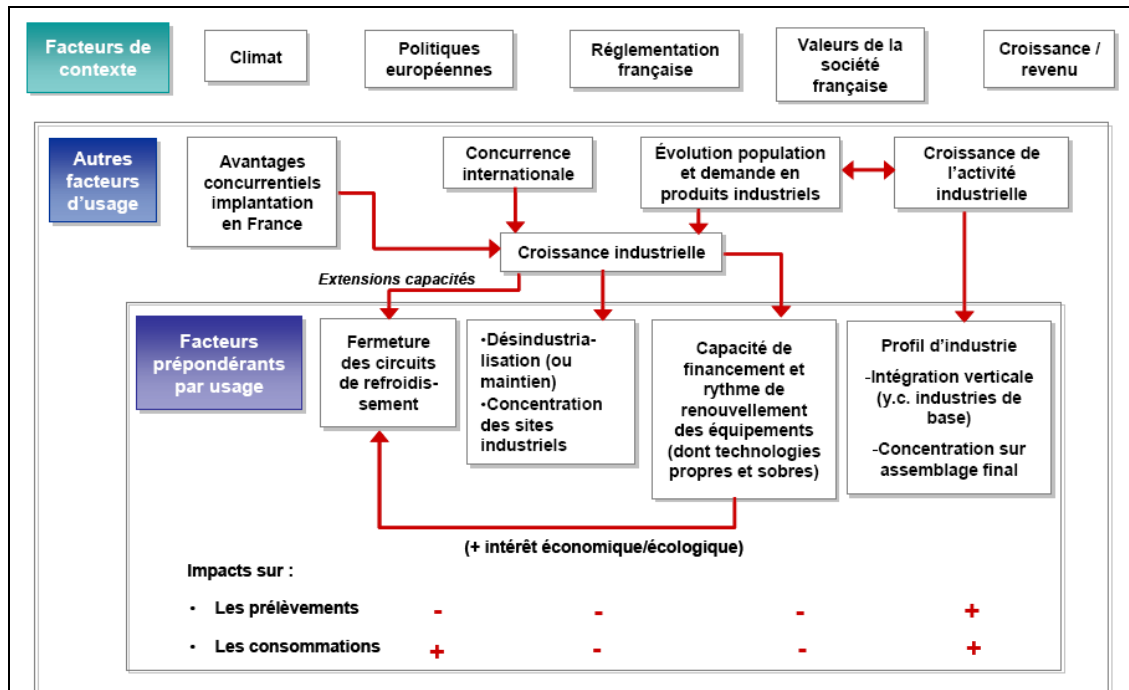 Facteurs de
contexte
Climat
Politiques
européennes
Réglementation
française
Valeurs de la
société
française
Croissance /
revenu
Autres
facteurs
d'usage
Avantages
concurrentiels
implantation
en France
Concurrence
internationale
Évolution population
et demande en
produits industriels
Croissance de
l'activité
industrielle
Croissance industrielle
Extensions capacités
Facteurs
prépondérants
par usage
Fermeture
des circuits
de refroidis-
sement
•Désindustria-
lisation (ou
maintien)
•Concentration
des sites
industriels
Capacité de
financement et
rythme de
renouvellement
des équipements
(dont technologies
propres et sobres)
Profil d'industrie
-Intégration verticale
(y.c. industries de
base)
-Concentration sur
assemblage final
(+ intérêt économique/écologique)
Impacts sur :
• Les prélèvements - - - +
• Les consommations + - - +